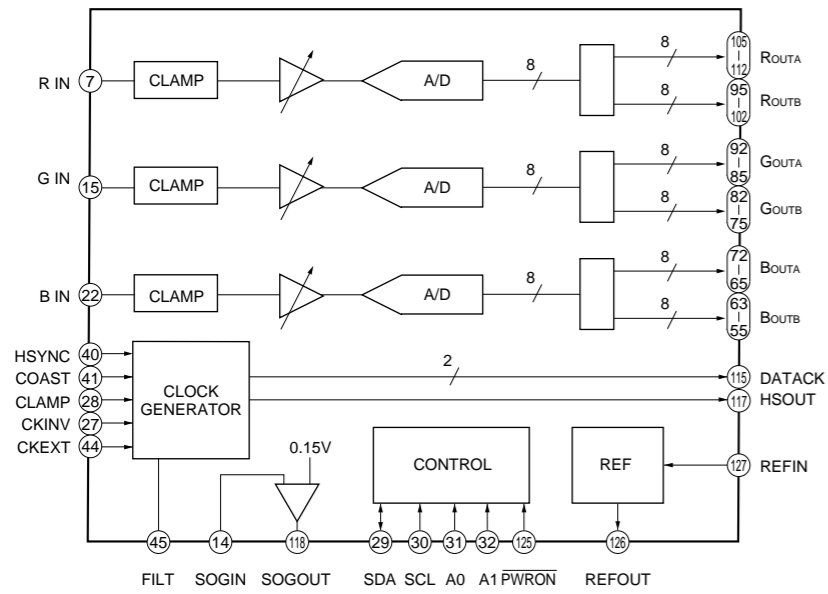 R IN 7 CLAMP A/D 8 8 105 112 ROUTA
8 95 102 ROUTB
G IN 15 CLAMP A/D 8 8 92 85 GOUTA
8 82 75 GOUTB
B IN 22 CLAMP A/D 8 8 72 65 BOUTA
8 63 55 BOUTB
HSYNC 40
COAST 41
CLAMP 28
CKINV 27
CKEXT 44
CLOCK
GENERATOR
2 115 DATACK
117 HSOUT
0.15V
CONTROL
REF
127 REFIN
45 14 118 29 30 31 32 125 126
FILT SOGIN SOGOUT SDA SCL A0 A1 PWRON REFOUT